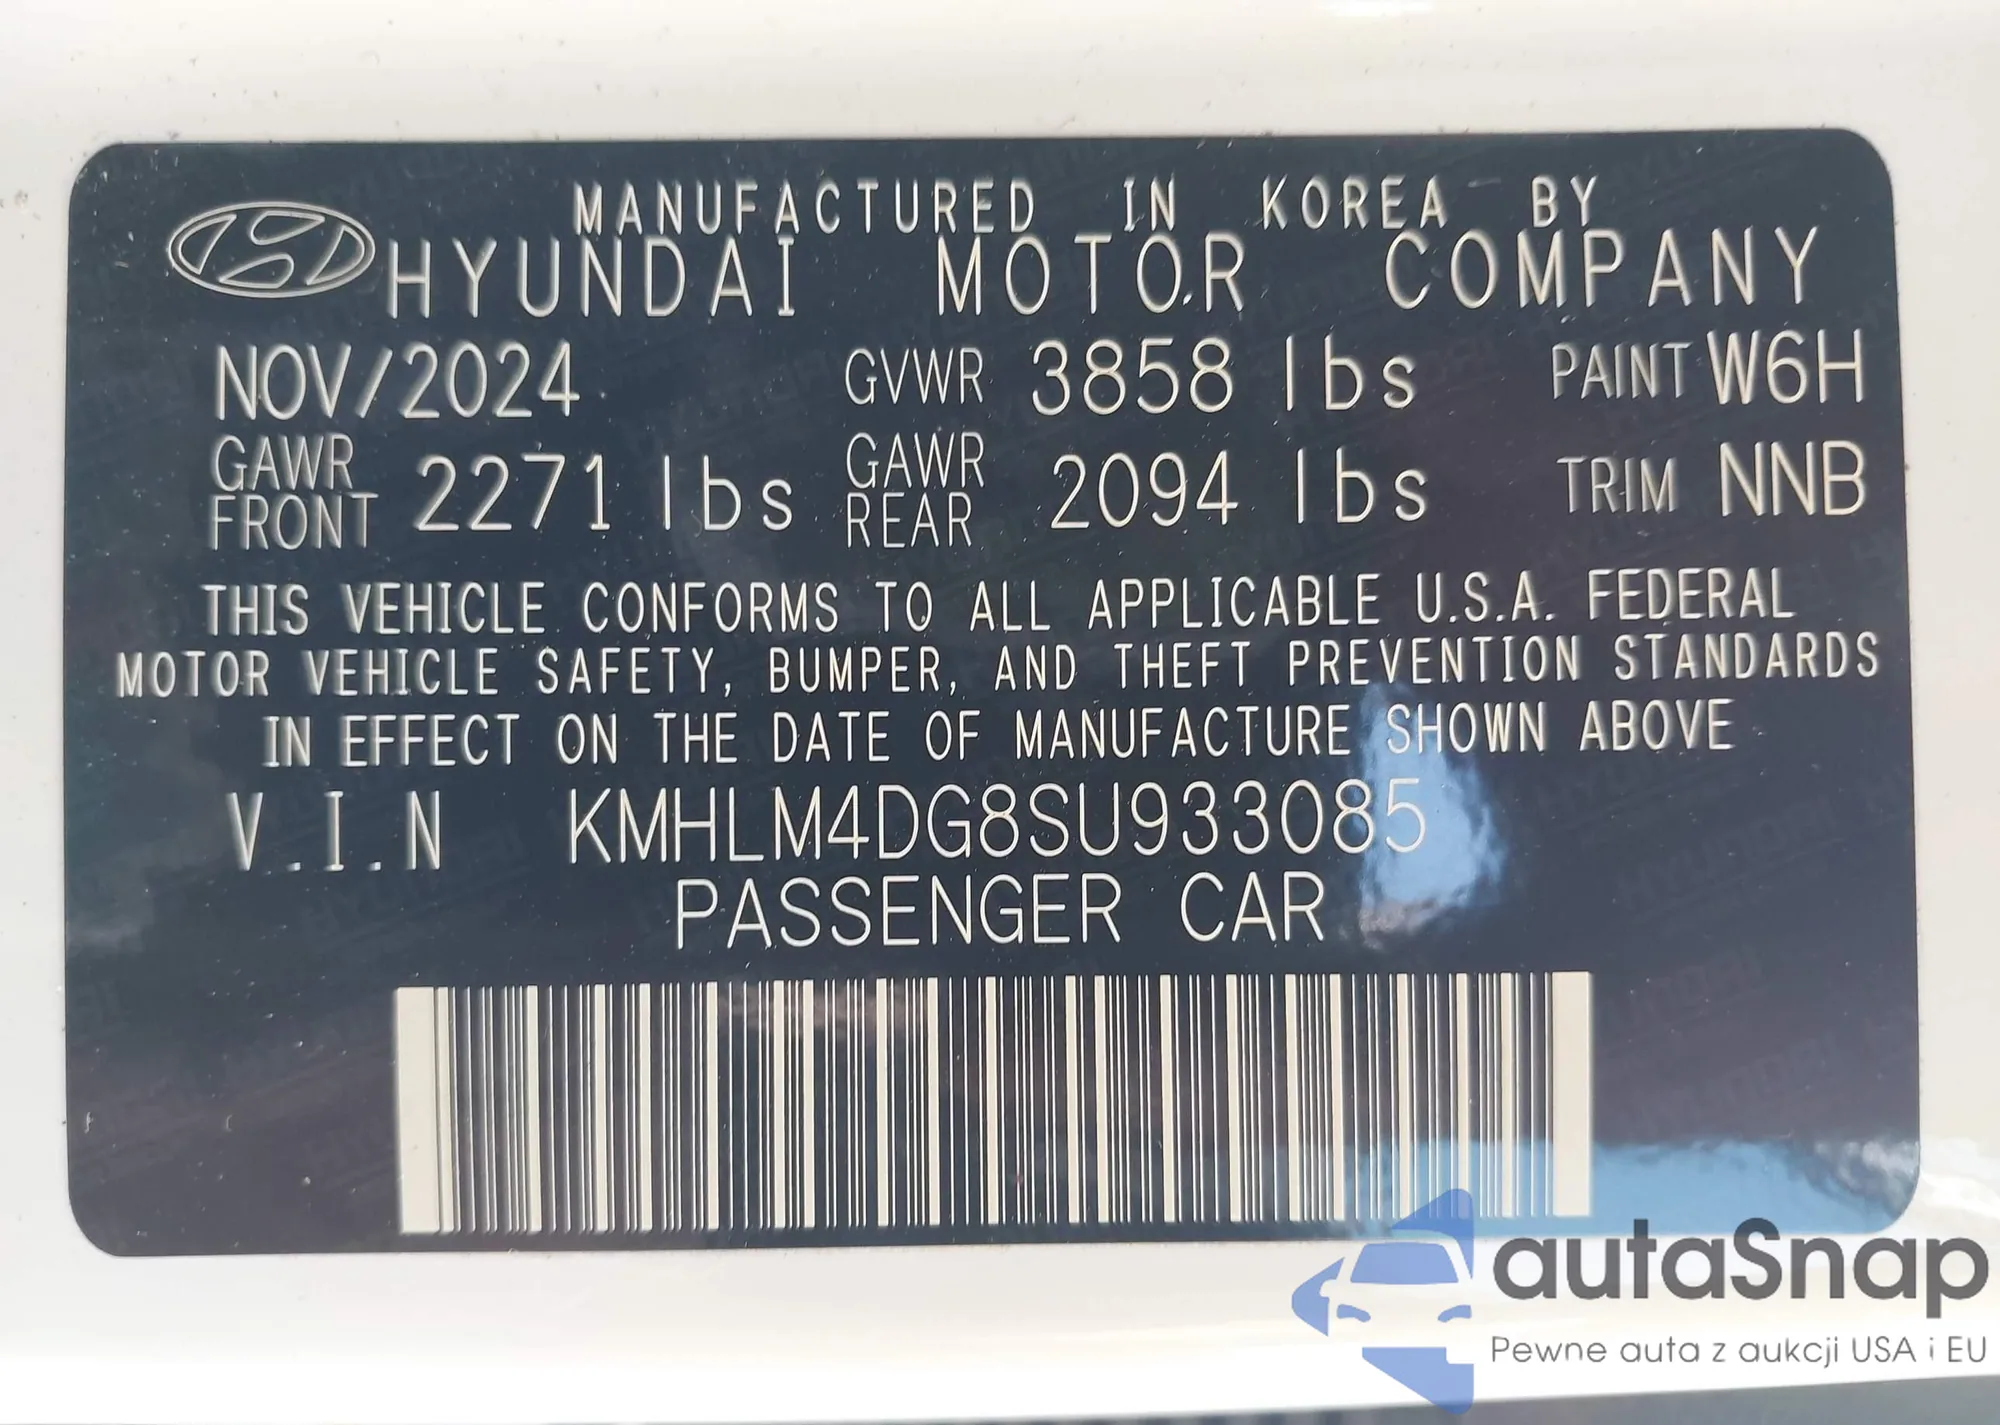 MANUFACTURED IN KOREA BY
HYUNDAI MOTOR COMPANY
NOV/2024 GVWR 3858 lbs PAINT W6H
GAWR FRONT 2271 lbs GAWR REAR 2094 lbs TRIM NNB
THIS VEHICLE CONFORMS TO ALL APPLICABLE U.S.A. FEDERAL
MOTOR VEHICLE SAFETY, BUMPER, AND THEFT PREVENTION STANDARDS
IN EFFECT ON THE DATE OF MANUFACTURE SHOWN ABOVE
V.I.N KMHLM4DG8SU933085
PASSENGER CAR
autaSnap
Pewne auta z aukcji USA i EU